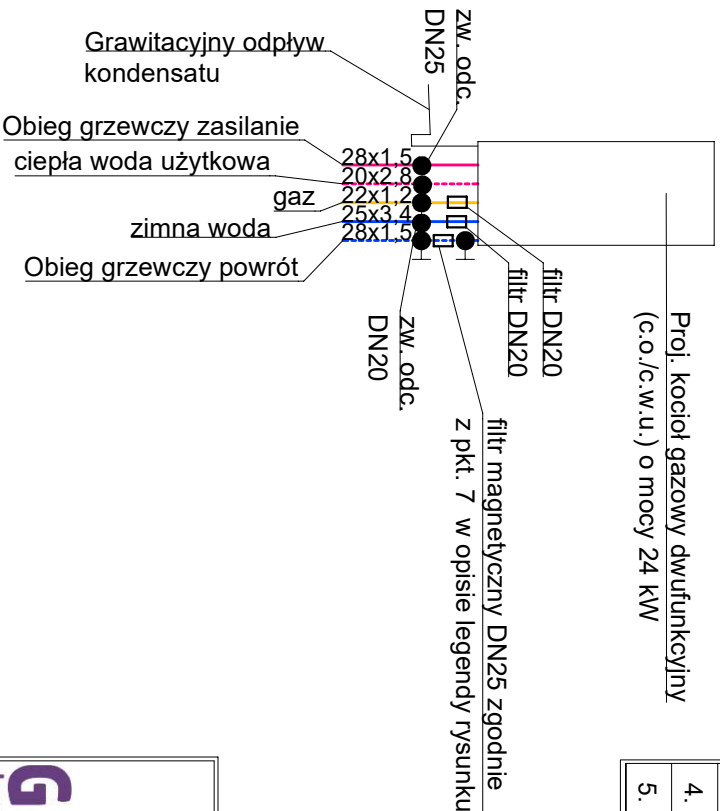 zw. odc.
DN25
Grawitacyjny odpływ
kondensatu
Obieg grzewczy zasilanie
ciepła woda użytkowa
gaz
zimna woda
Obieg grzewczy powrót
28x1,5
20x2,8
22x1,2
25x3,4
28x1,5
zw. odc.
DN20
filtr DN20
filtr DN20
filtr magnetyczny DN25 zgodnie
z pkt. 7 w opisie legendy rysunku
Proj. kocioł gazowy dwufunkcyjny
(c.o./c.w.u.) o mocy 24 kW
4.
5.
G